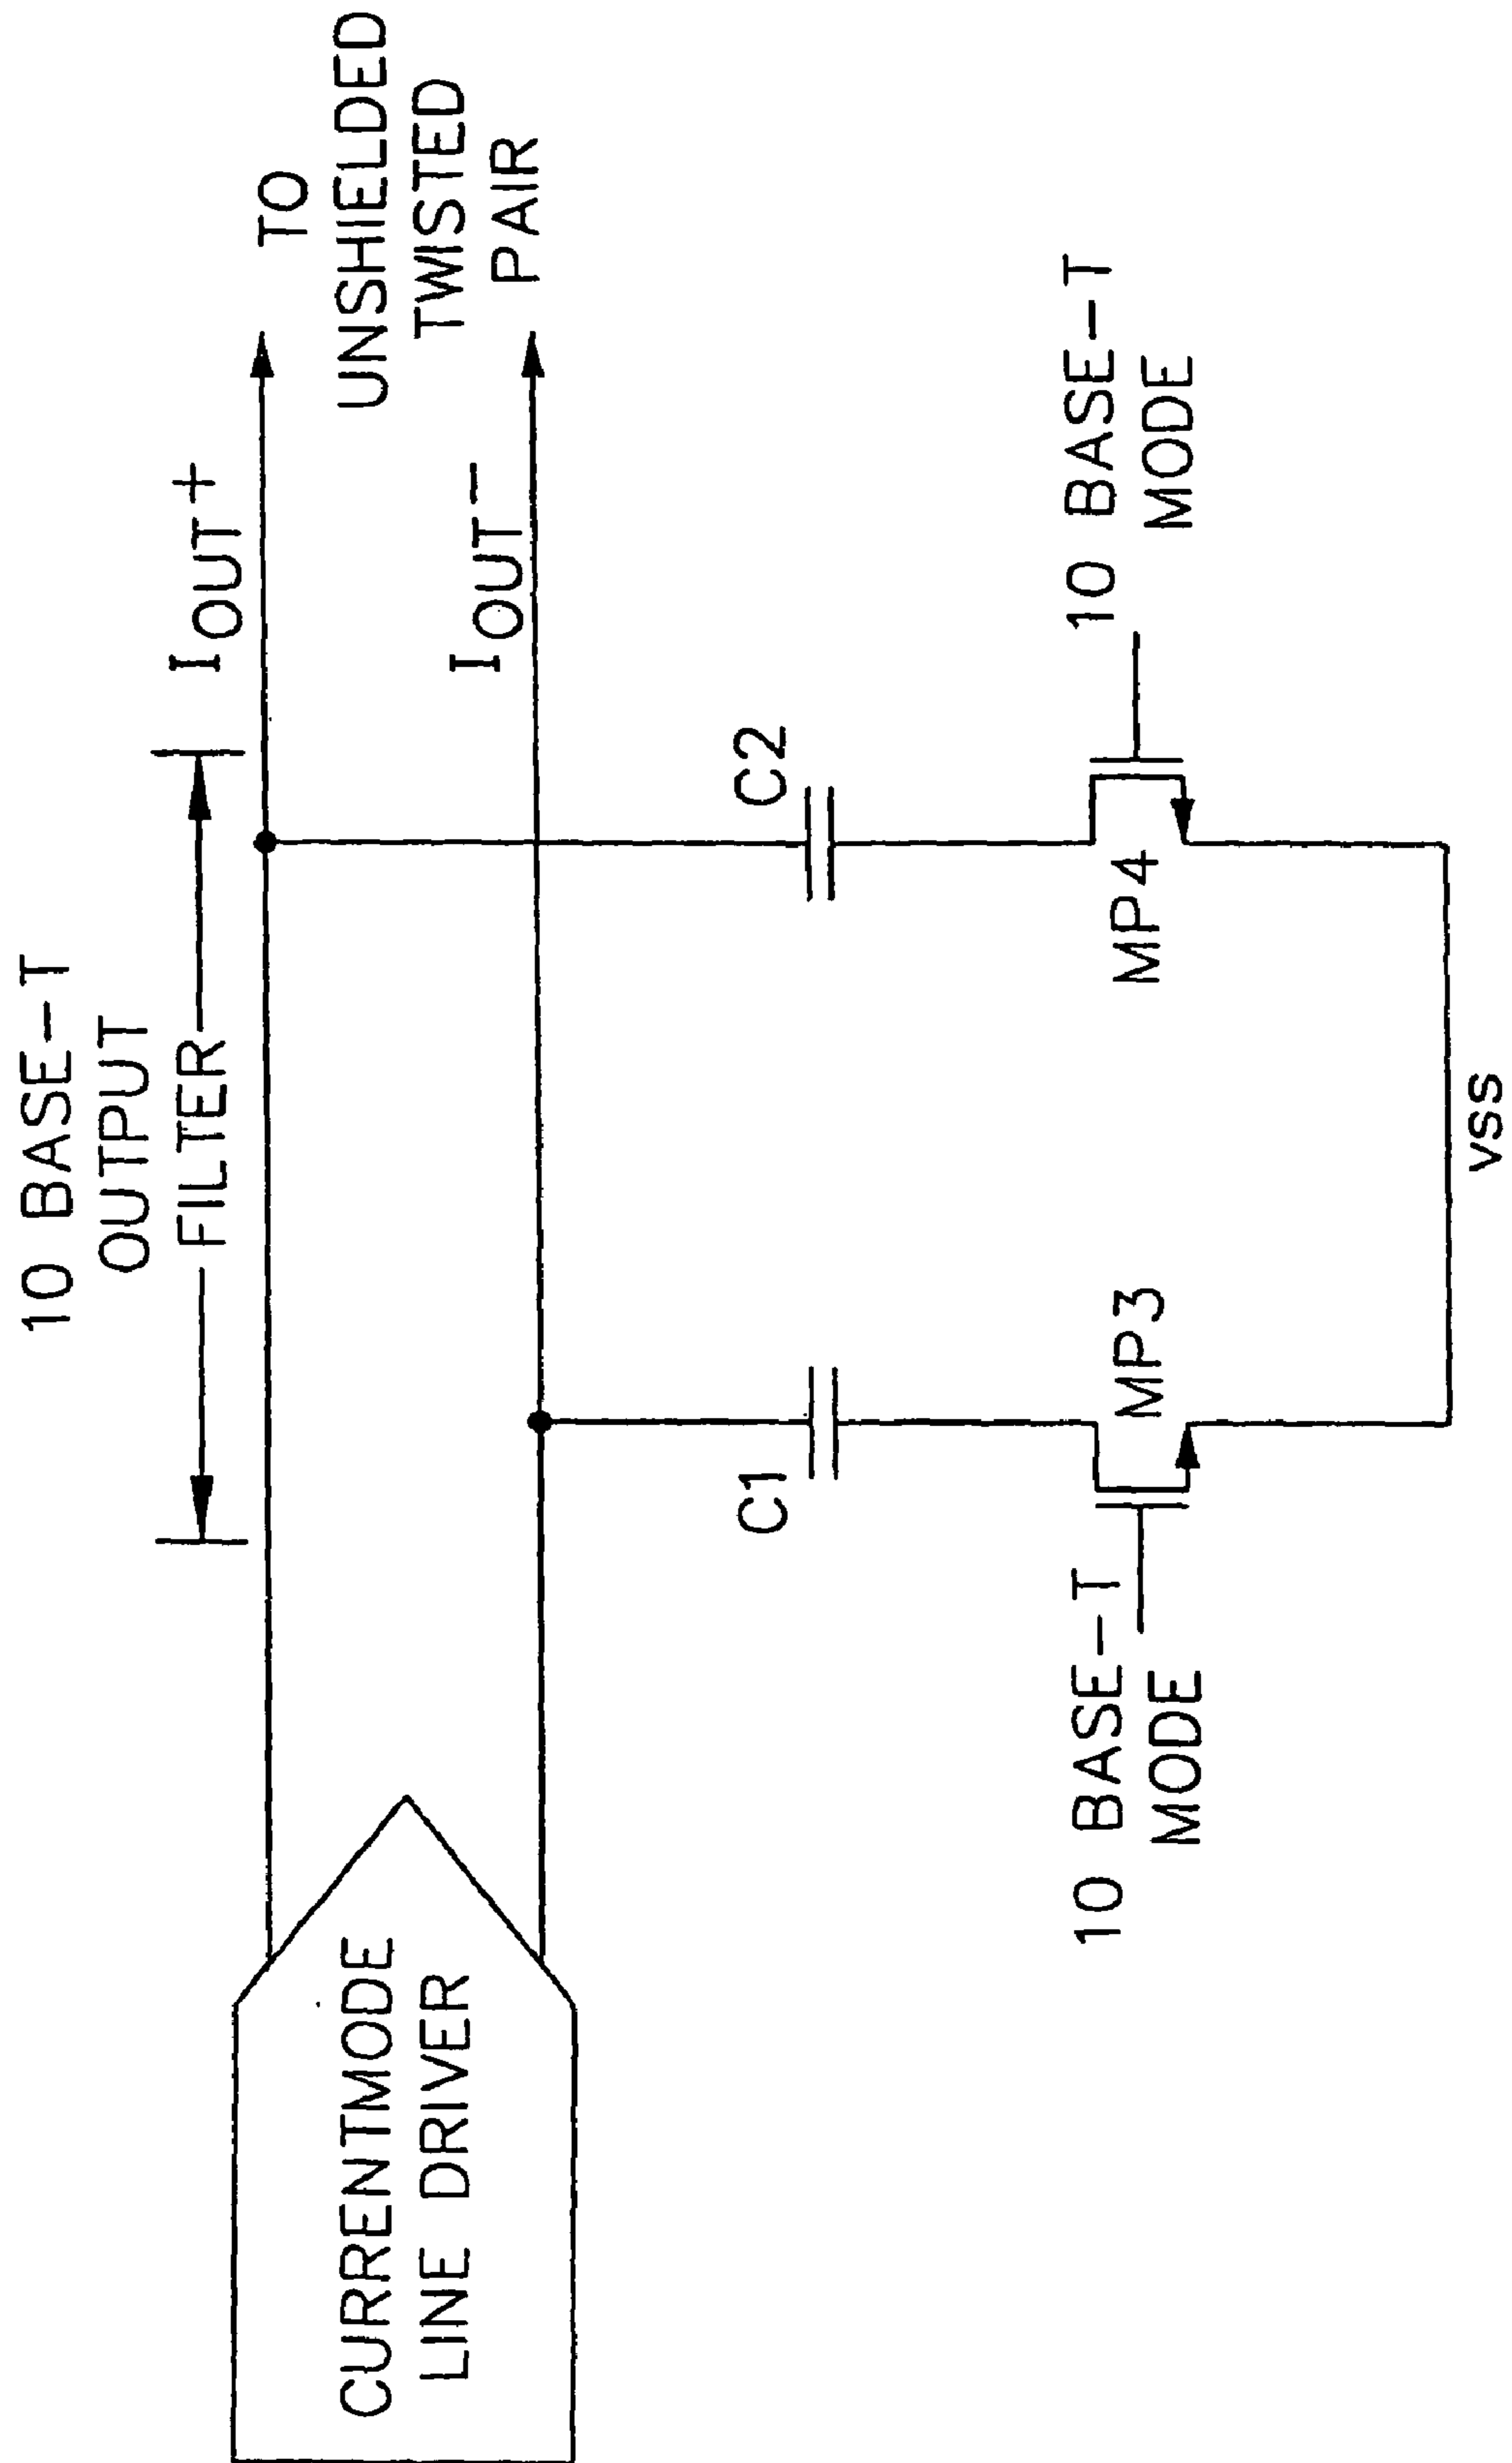 10 BASE-T
OUTPUT
FILTER
IOUT+
TO
UNSHIELDED
TWISTED
PAIR
IOUT-
CURRENTMODE
LINE DRIVER
C1
C2
10 BASE-T
MODE
MP3
MP4
10 BASE-T
MODE
vss